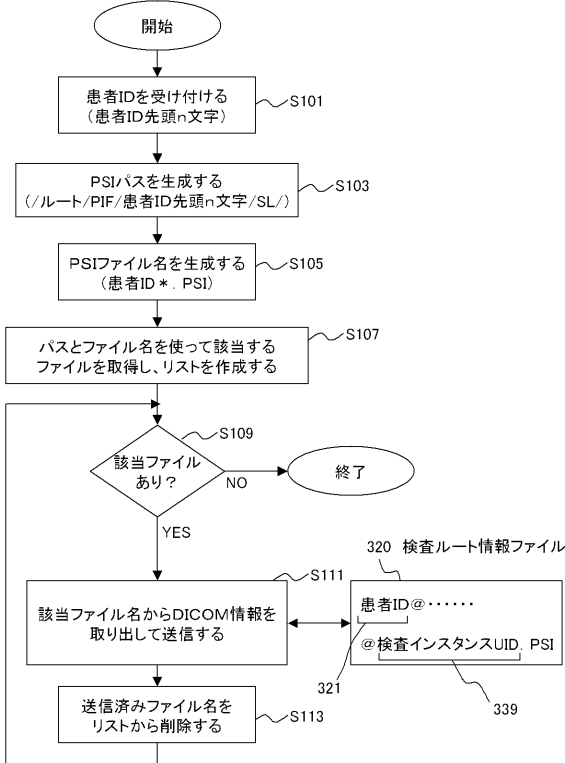 開始
患者IDを受け付ける
(患者ID先頭n文字)
S101
PSIパスを生成する
(/ルート/PIF/患者ID先頭n文字/SL/)
S103
PSIファイル名を生成する
(患者ID*.PSI)
S105
パスとファイル名を使って該当する
ファイルを取得し、リストを作成する
S107
該当ファイル
あり?
S109
NO
終了
YES
320 検査ルート情報ファイル
該当ファイル名からDICOM情報を
取り出して送信する
S111
患者ID@・・・・・・
@検査インスタンスUID.PSI
321
339
送信済みファイル名を
リストから削除する
S113